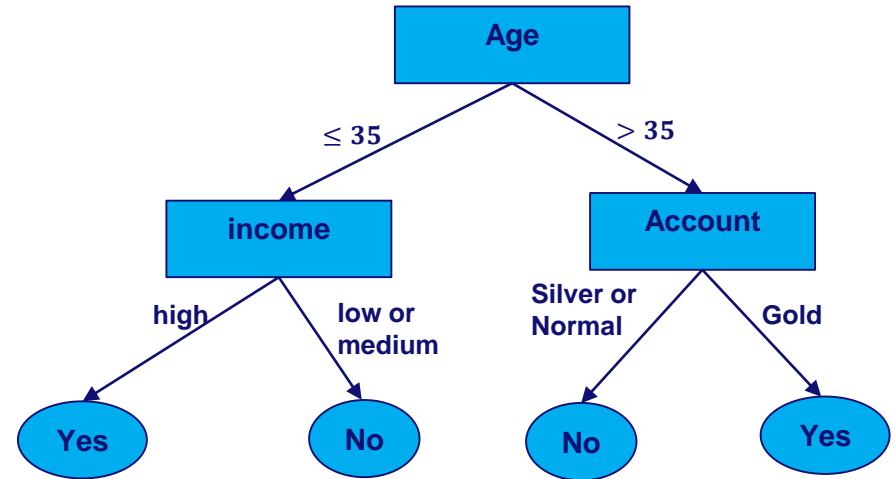 Age
≤ 35
> 35
income
Account
high
low or
medium
Silver or
Normal
Gold
Yes
No
No
Yes